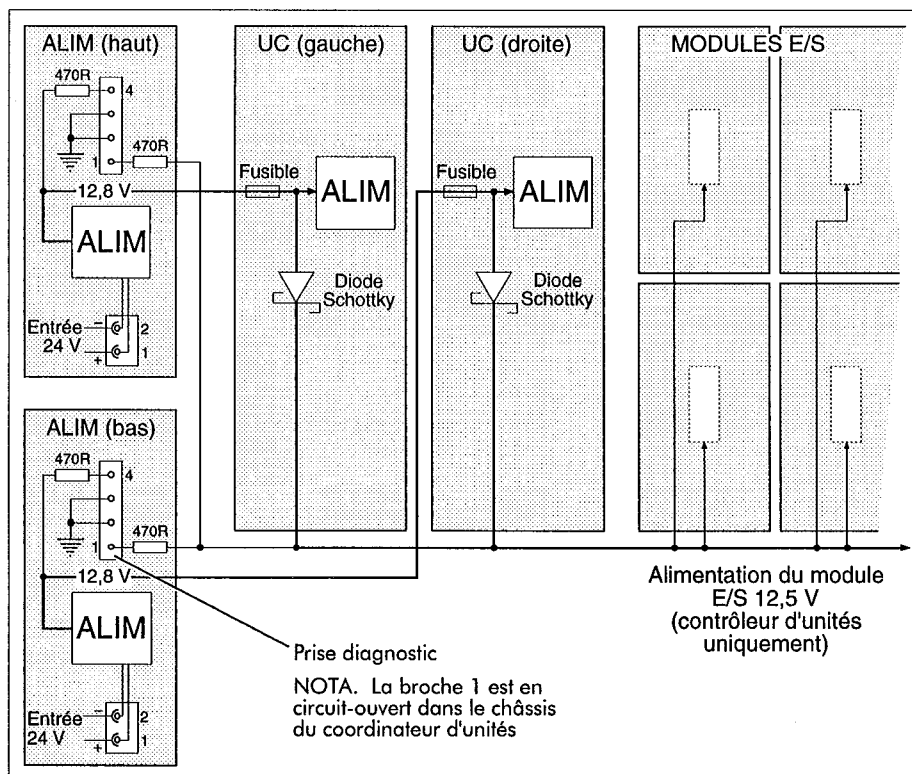 ALIM (haut)
470R
4
470R
1
12,8 V
ALIM
Entrée
24 V
−
2
+
1
UC (gauche)
Fusible
ALIM
Diode
Schottky
UC (droite)
Fusible
ALIM
Diode
Schottky
MODULES E/S
ALIM (bas)
470R
4
470R
1
12,8 V
ALIM
Entrée
24 V
−
2
+
1
Alimentation du module
E/S 12,5 V
(contrôleur d'unités
uniquement)
Prise diagnostic
NOTA. La broche 1 est en
circuit-ouvert dans le châssis
du coordinateur d'unités